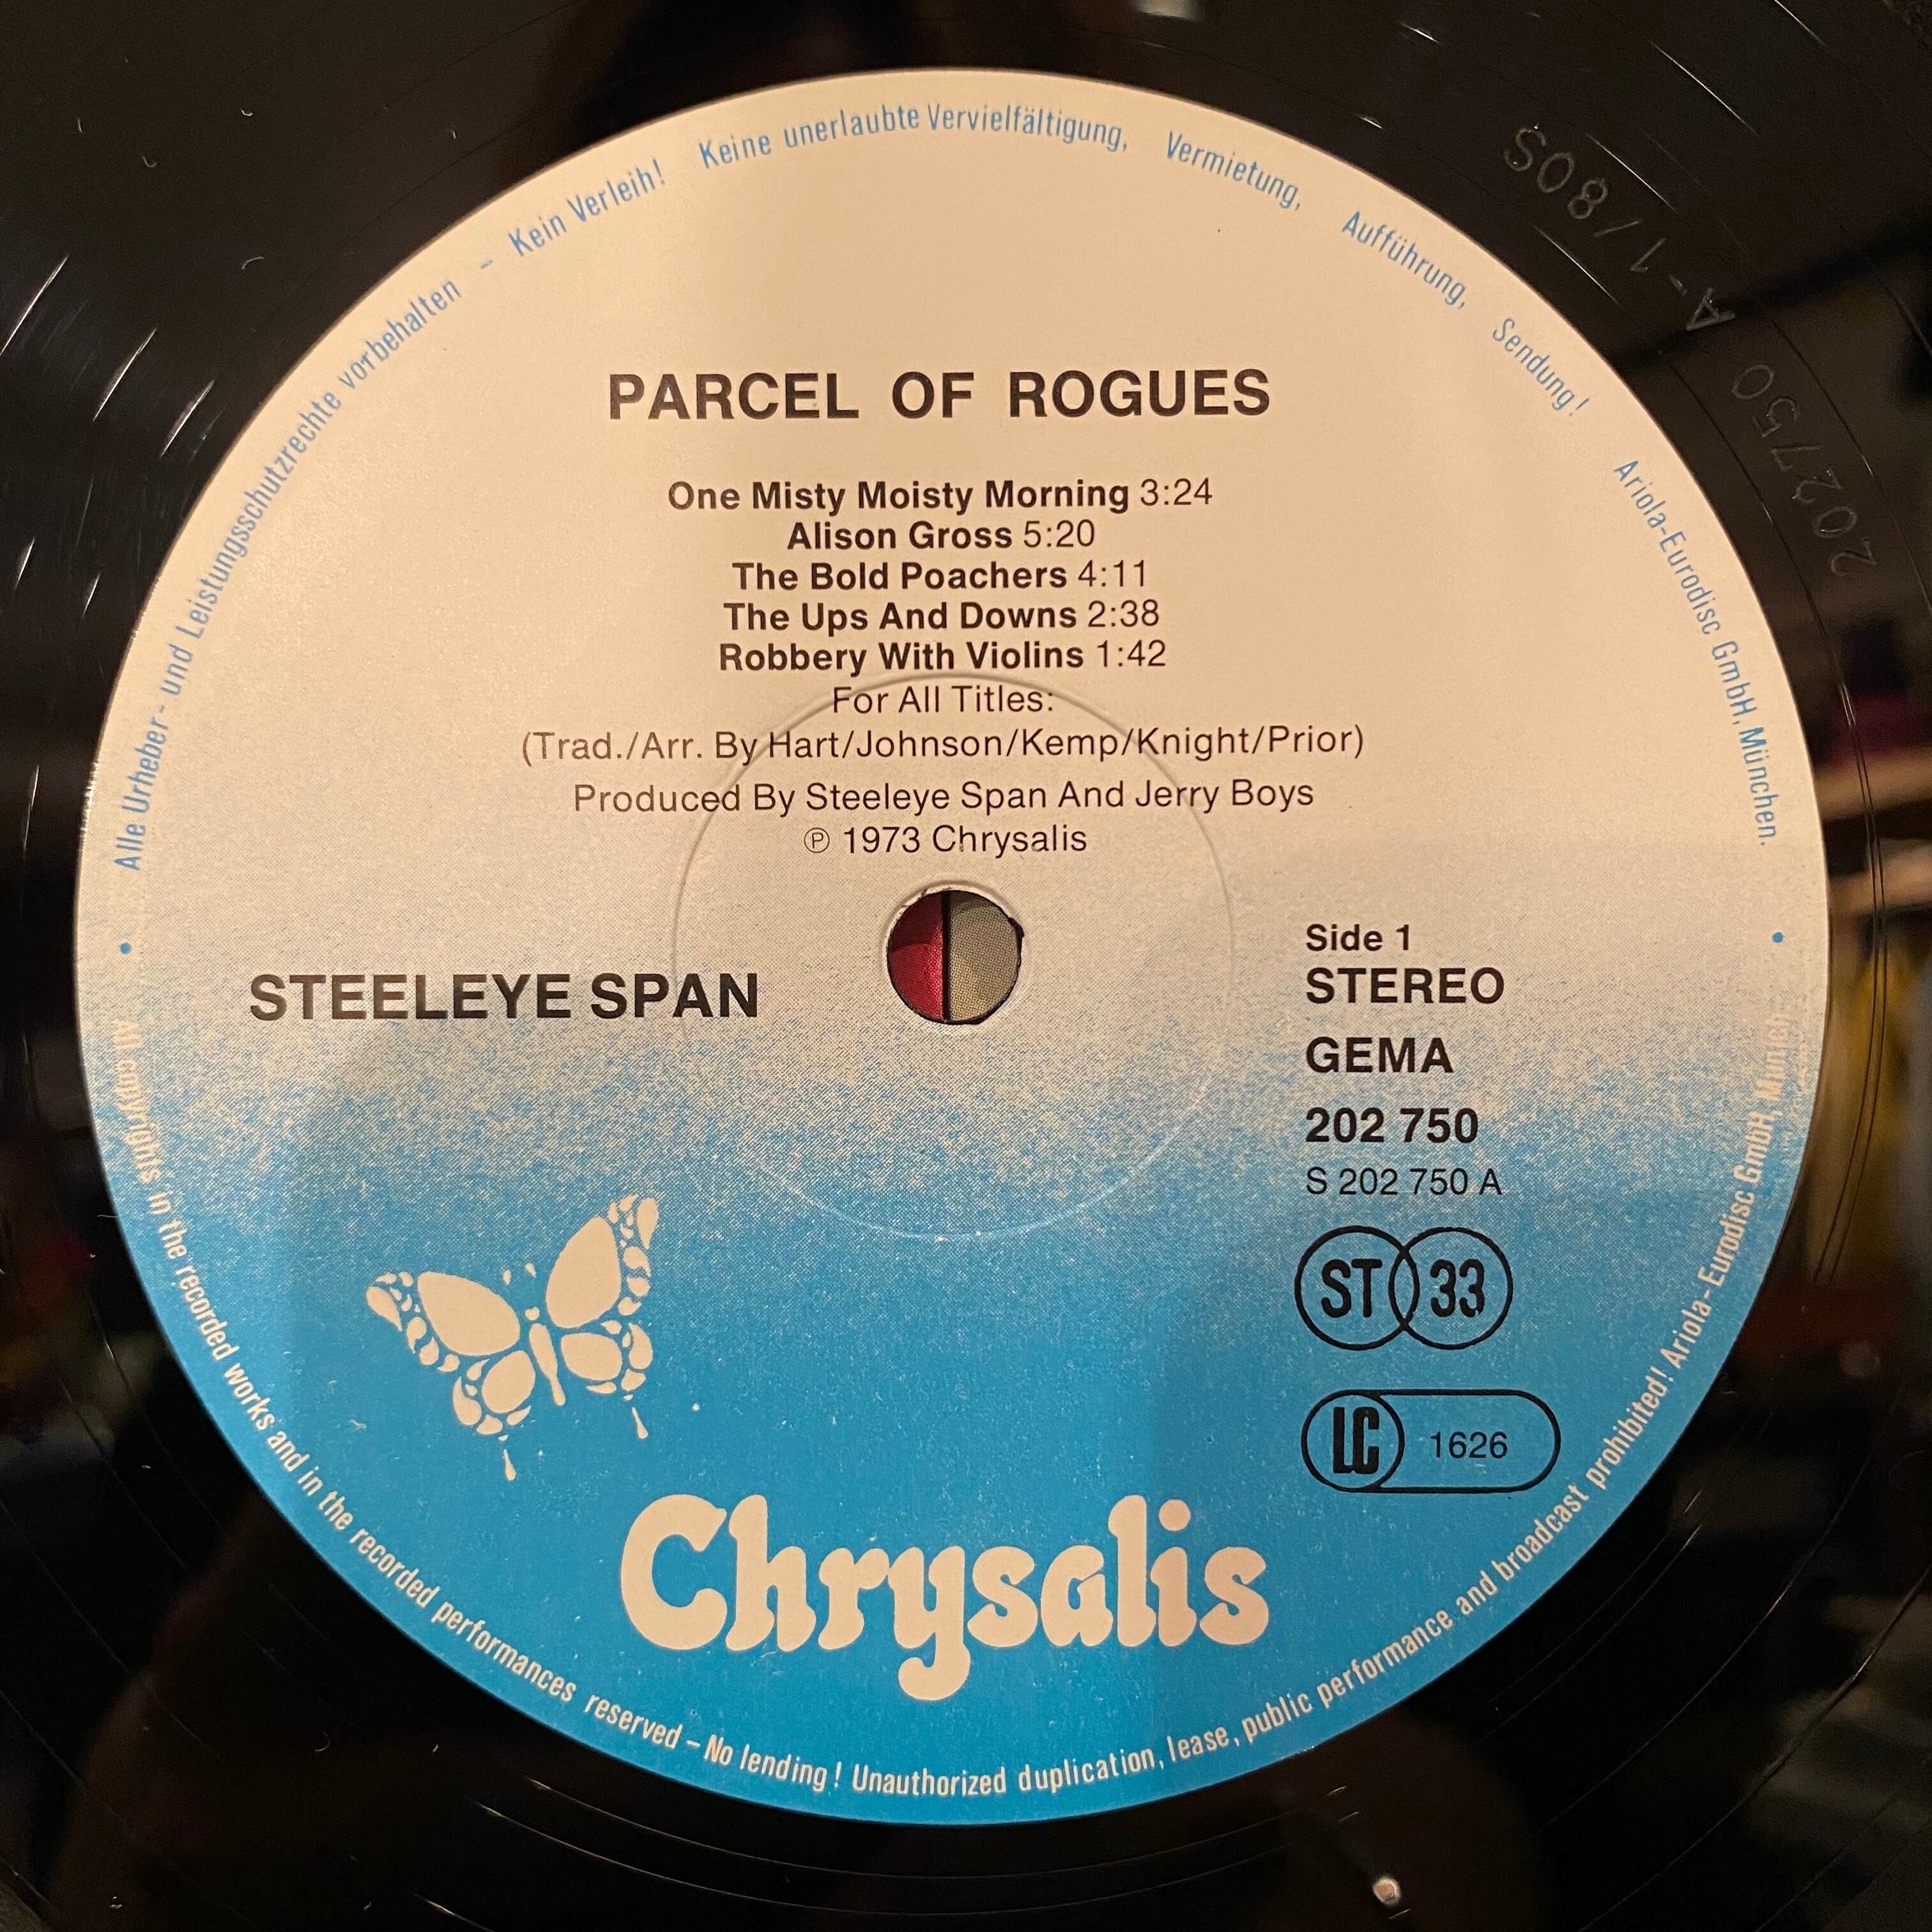 Alle Urheber- und Leistungsschutzrechte vorbehalten – Kein Verleih! Keine unerlaubte Vervielfältigung, Vermietung, Aufführung, Sendung! Ariola-Eurodisc GmbH, München.
A-1/80S
202750
PARCEL OF ROGUES
One Misty Moisty Morning 3:24
Alison Gross 5:20
The Bold Poachers 4:11
The Ups And Downs 2:38
Robbery With Violins 1:42
For All Titles:
(Trad./Arr. By Hart/Johnson/Kemp/Knight/Prior)
Produced By Steeleye Span And Jerry Boys
℗ 1973 Chrysalis
STEELEYE SPAN
Side 1
STEREO
GEMA
202 750
S 202 750 A
ST 33
LC 1626
Chrysalis
All copyrights in the recorded works and in the recorded performances reserved – No lending! Unauthorized duplication, lease, public performance and broadcast prohibited! Ariola-Eurodisc GmbH, Munich